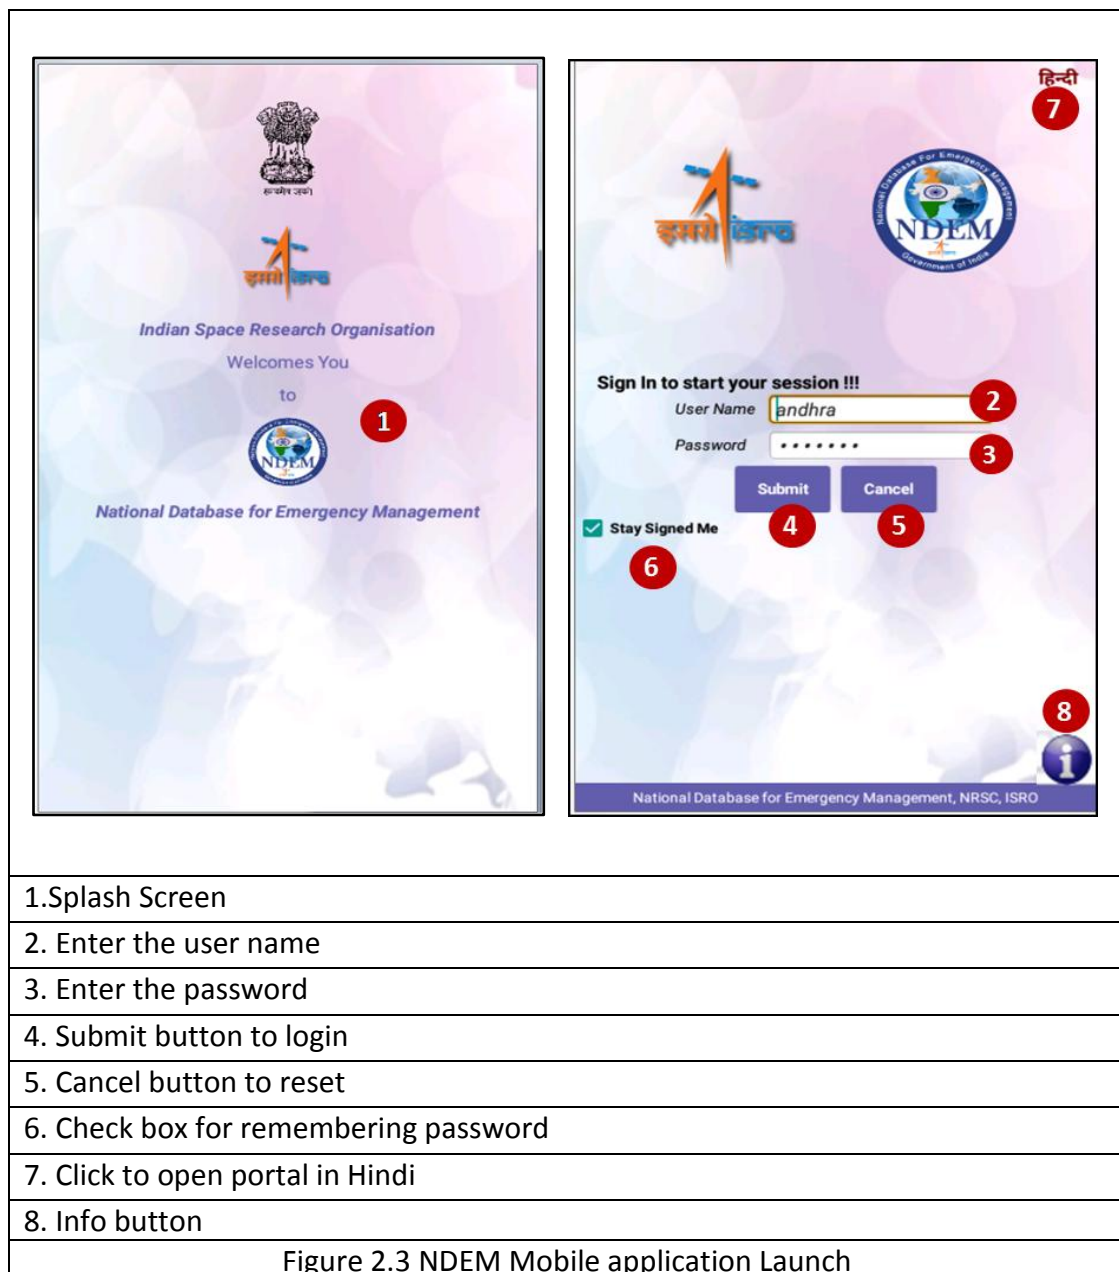 सत्यमेव जयते
इसरो isro
Indian Space Research Organisation
Welcomes You
to
1
NDEM
National Database for Emergency Management
हिन्दी
7
इसरो isro
National Database For Emergency Management
NDEM
Government of India
Sign In to start your session !!!
User Name andhra 2
Password ••••••• 3
Submit Cancel
Stay Signed Me 4 5
6
8
i
National Database for Emergency Management, NRSC, ISRO
1.Splash Screen
2. Enter the user name
3. Enter the password
4. Submit button to login
5. Cancel button to reset
6. Check box for remembering password
7. Click to open portal in Hindi
8. Info button
Figure 2.3 NDEM Mobile application Launch